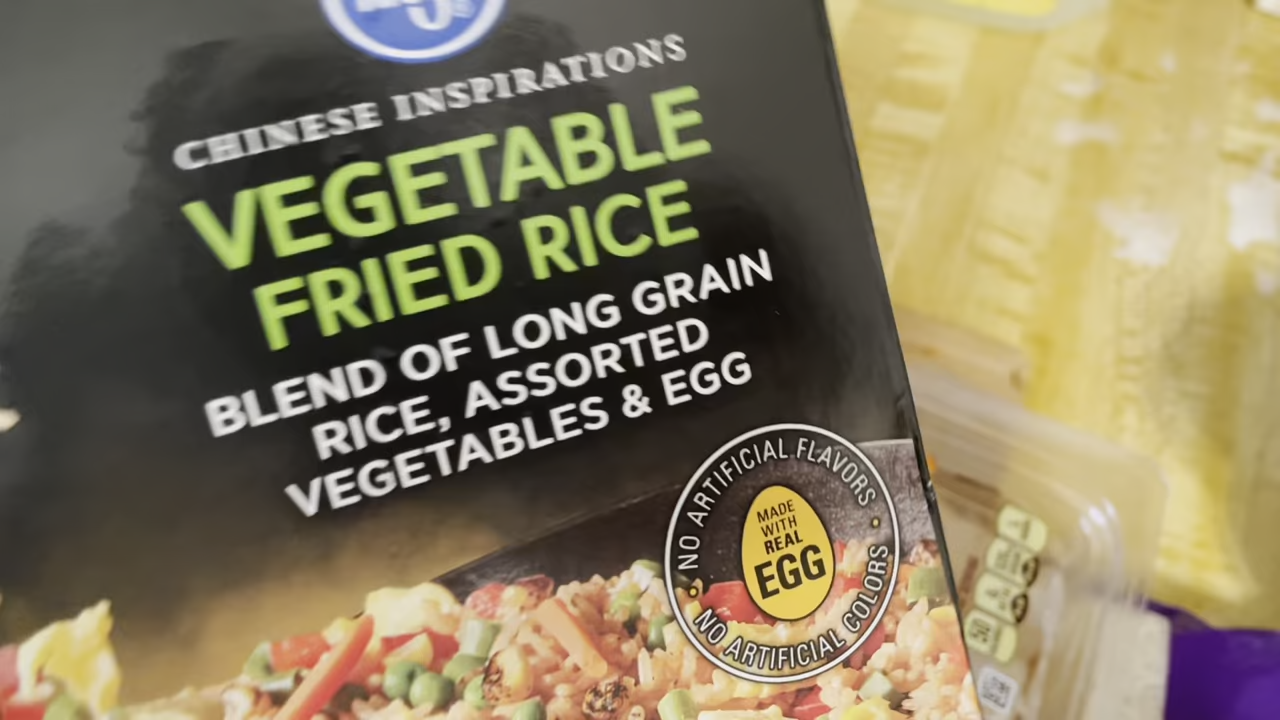 CHINESE INSPIRATIONS
VEGETABLE
FRIED RICE
BLEND OF LONG GRAIN
RICE, ASSORTED
VEGETABLES & EGG
NO ARTIFICIAL FLAVORS
MADE
WITH
REAL
EGG
NO ARTIFICIAL COLORS